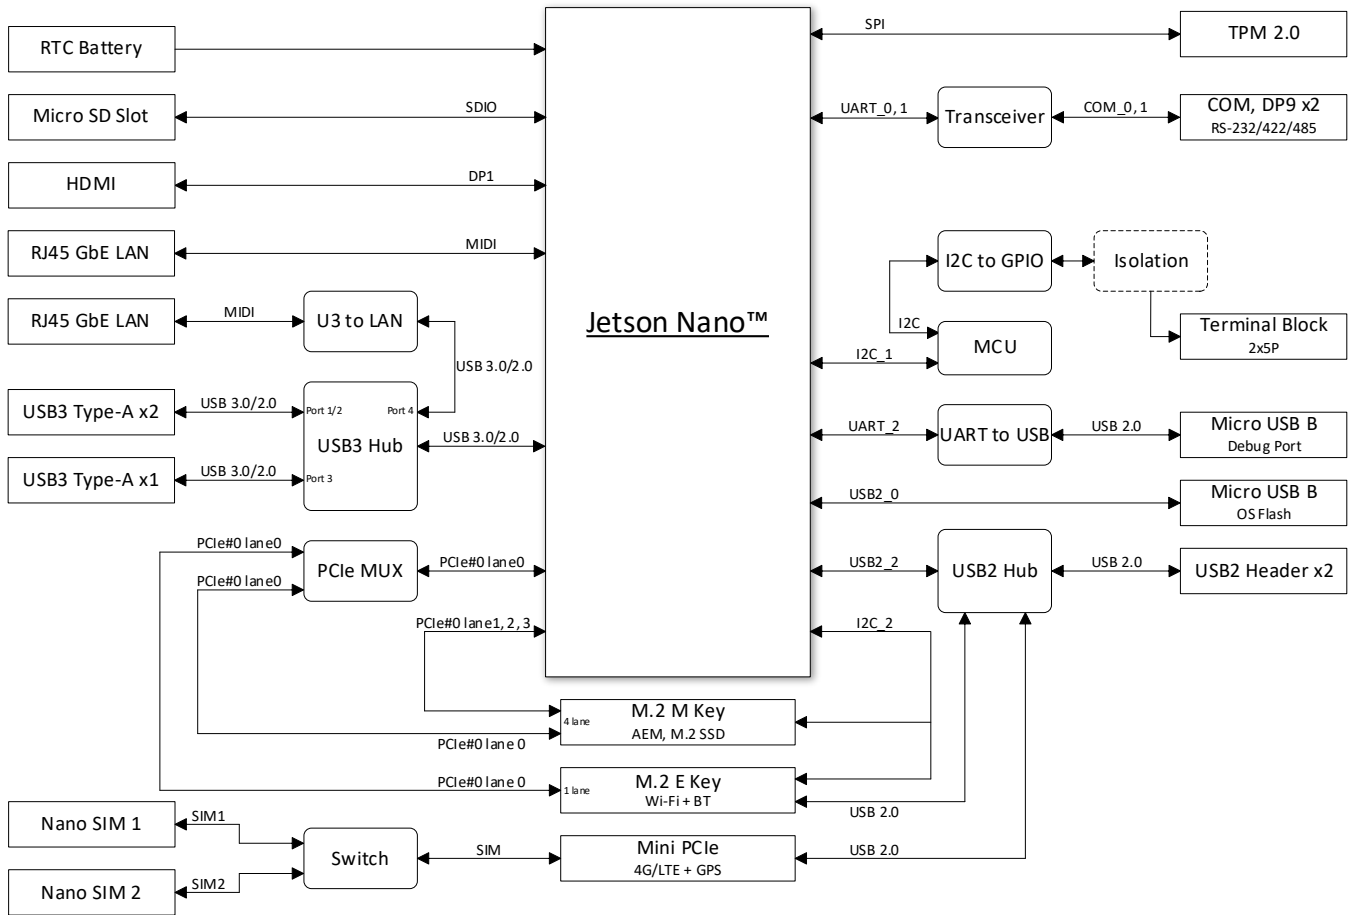 RTC Battery
SPI
TPM 2.0
Micro SD Slot
SDIO
UART_0, 1
Transceiver
COM_0, 1
COM, DP9 x2
RS-232/422/485
HDMI
DP1
RJ45 GbE LAN
MIDI
I2C to GPIO
Isolation
RJ45 GbE LAN
MIDI
U3 to LAN
Jetson Nano™
I2C
MCU
I2C_1
Terminal Block
2x5P
USB 3.0/2.0
USB3 Type-A x2
USB 3.0/2.0
Port 1/2
Port 4
USB3 Hub
USB 3.0/2.0
USB3 Type-A x1
USB 3.0/2.0
Port 3
UART_2
UART to USB
USB 2.0
Micro USB B
Debug Port
USB2_0
Micro USB B
OS Flash
PCIe#0 lane0
PCIe#0 lane0
PCIe MUX
PCIe#0 lane0
USB2_2
USB2 Hub
USB 2.0
USB2 Header x2
PCIe#0 lane1, 2, 3
I2C_2
4 lane
M.2 M Key
AEM, M.2 SSD
PCIe#0 lane 0
PCIe#0 lane 0
1 lane
M.2 E Key
Wi-Fi + BT
USB 2.0
Nano SIM 1
SIM1
Switch
SIM
Mini PCIe
4G/LTE + GPS
USB 2.0
Nano SIM 2
SIM2